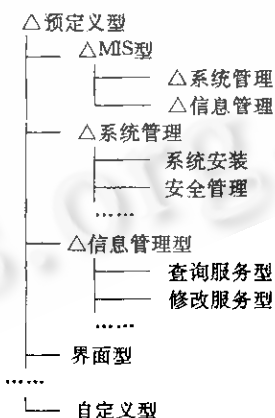 △预定义型
△MIS型
△系统管理
△信息管理
△系统管理
系统安装
安全管理
……
△信息管理型
查询服务型
修改服务型
……
界面型
……
自定义型